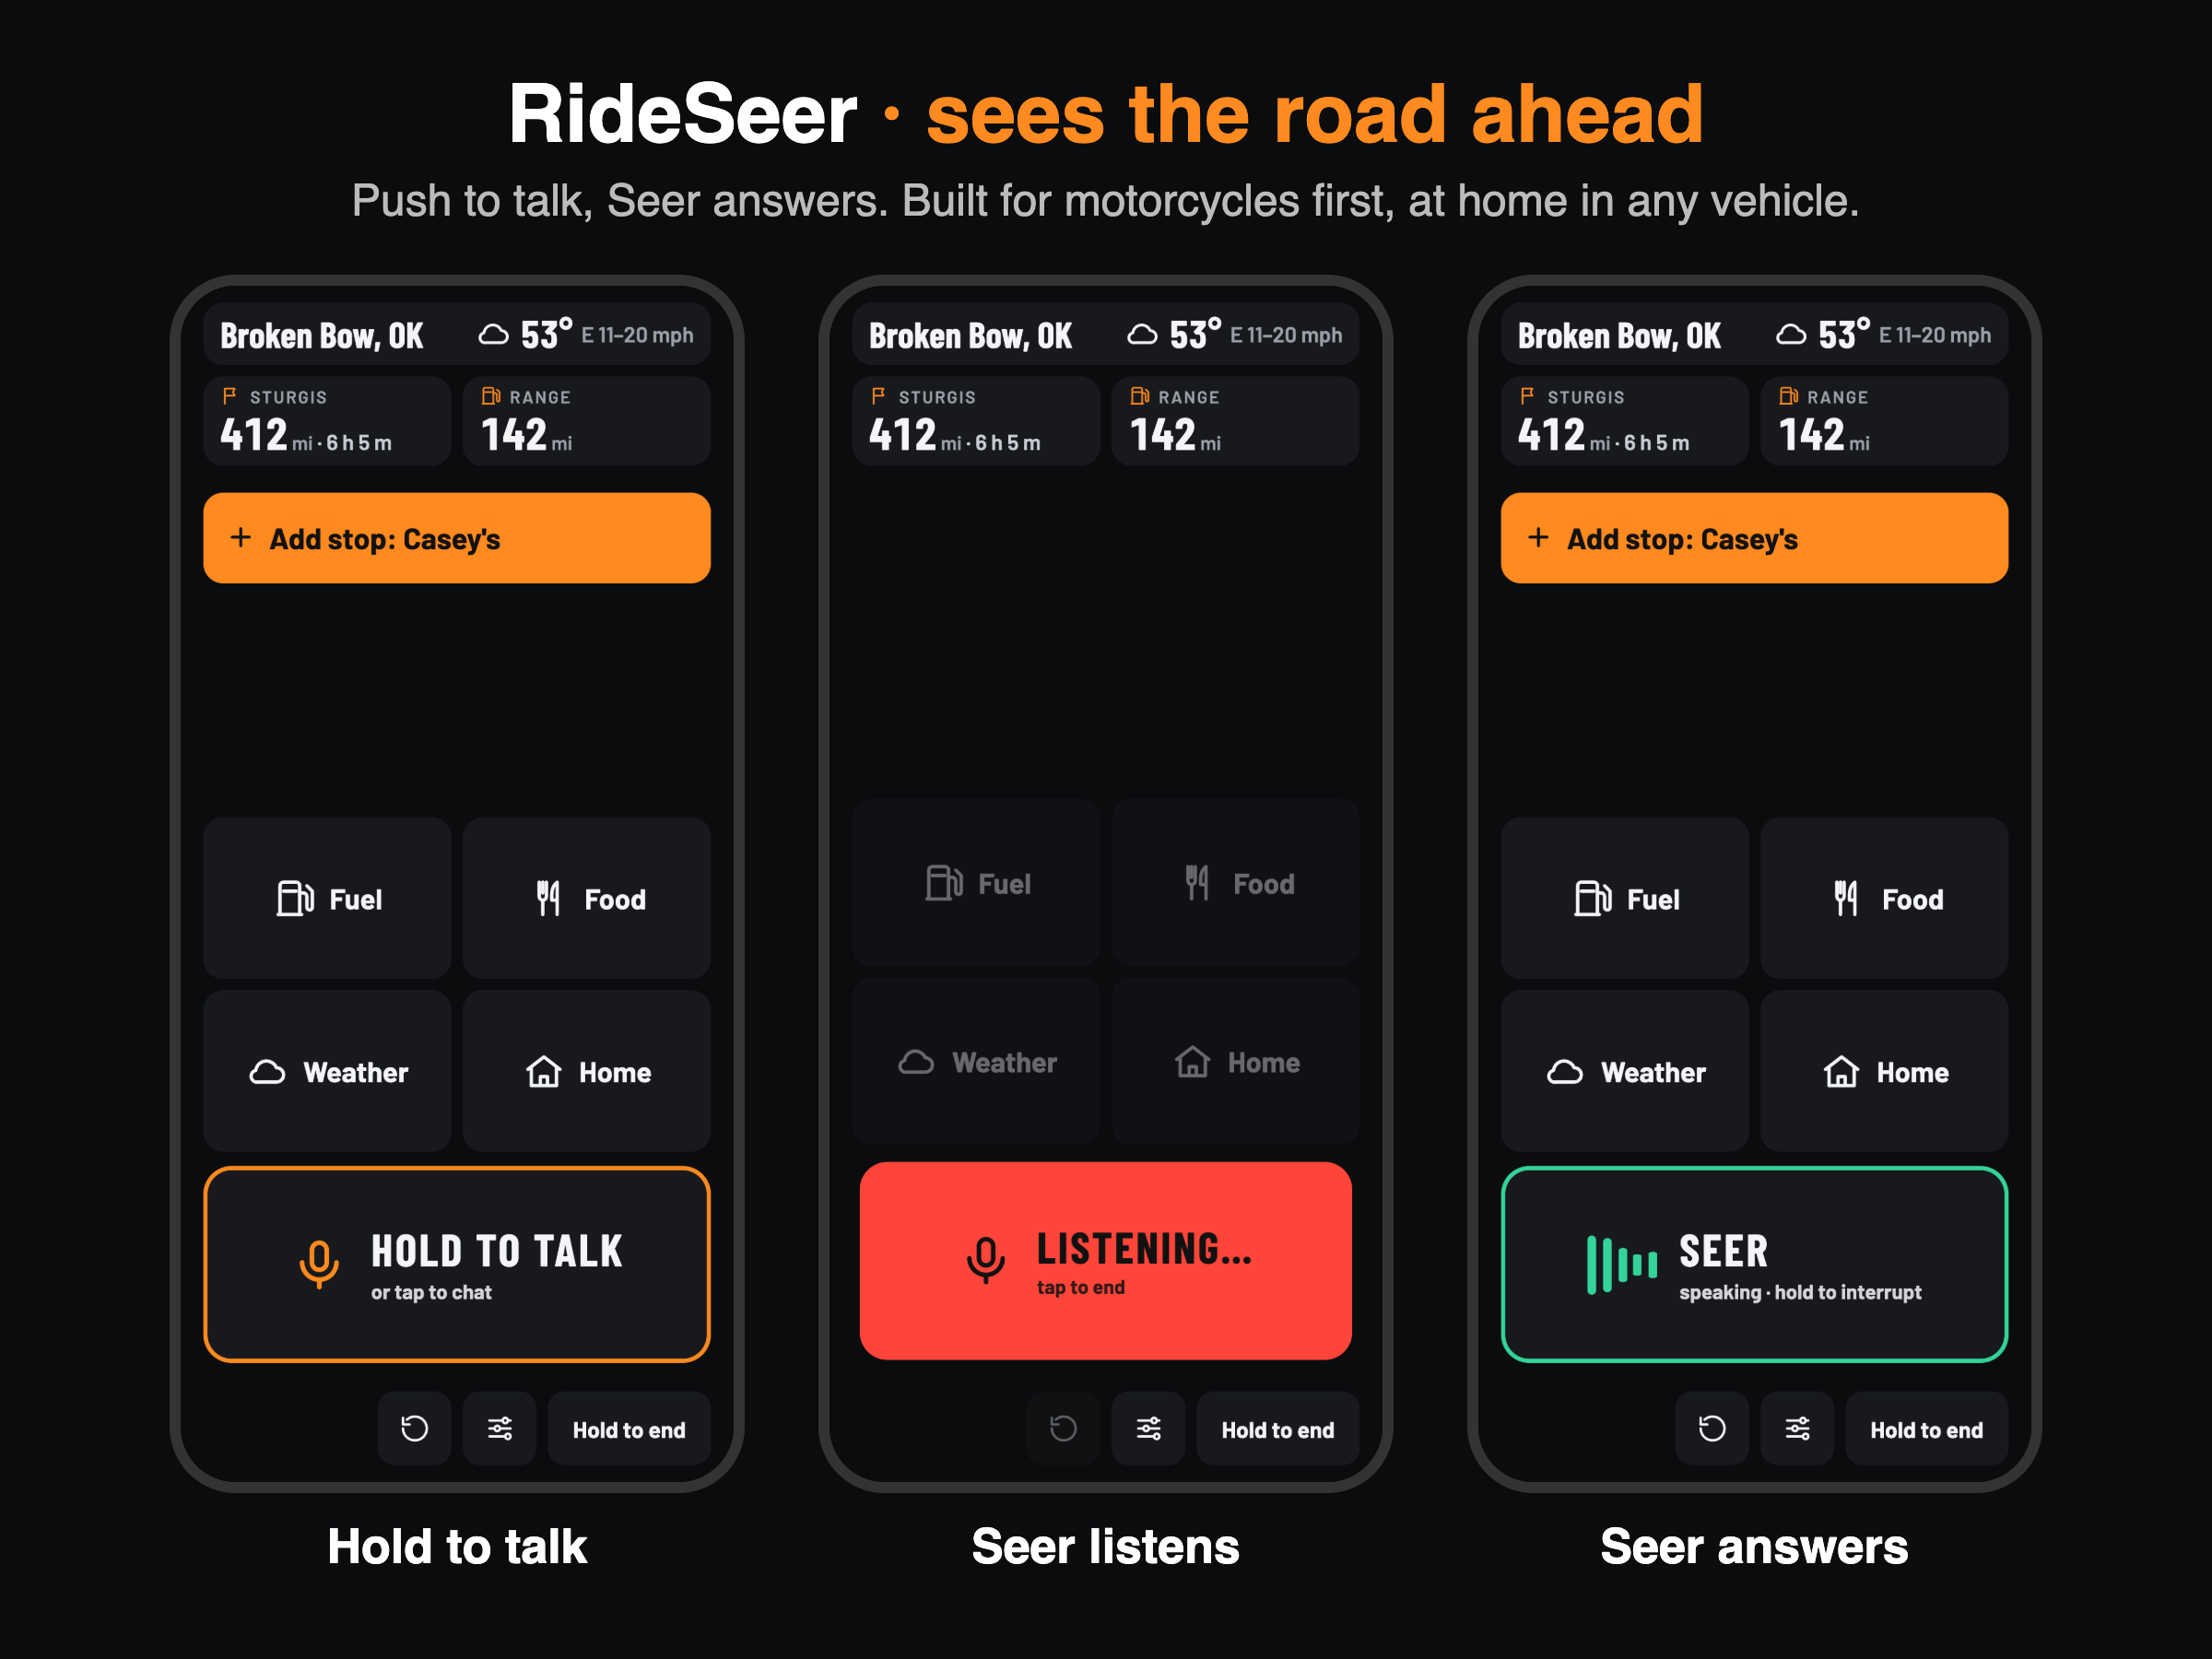 RideSeer · sees the road ahead
Push to talk, Seer answers. Built for motorcycles first, at home in any vehicle.
Broken Bow, OK 53° E 11–20 mph
STURGIS
412 mi · 6 h 5 m
RANGE
142 mi
+ Add stop: Casey's
Fuel
Food
Weather
Home
HOLD TO TALK
or tap to chat
Hold to end
Hold to talk
Broken Bow, OK 53° E 11–20 mph
STURGIS
412 mi · 6 h 5 m
RANGE
142 mi
Fuel
Food
Weather
Home
LISTENING...
tap to end
Hold to end
Seer listens
Broken Bow, OK 53° E 11–20 mph
STURGIS
412 mi · 6 h 5 m
RANGE
142 mi
+ Add stop: Casey's
Fuel
Food
Weather
Home
SEER
speaking · hold to interrupt
Hold to end
Seer answers